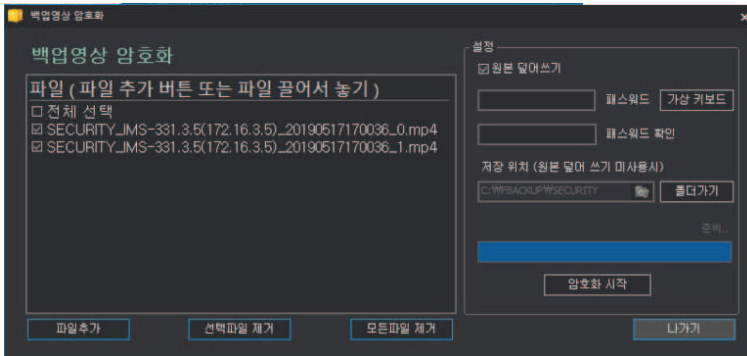 백업영상 암호화
백업영상 암호화
파일 ( 파일 추가 버튼 또는 파일 끌어서 놓기 )
전체 선택
SECURITY_IMS-331.3.5(172.16.3.5)_20190517170036_0.mp4
SECURITY_IMS-331.3.5(172.16.3.5)_20190517170036_1.mp4
파일추가
선택파일 제거
모든파일 제거
설정
원본 덮어쓰기
패스워드
가상 키보드
패스워드 확인
저장 위치 (원본 덮어 쓰기 미사용시)
C:₩FBACKUP₩SECURITY
폴더가기
준비..
암호화 시작
나가기